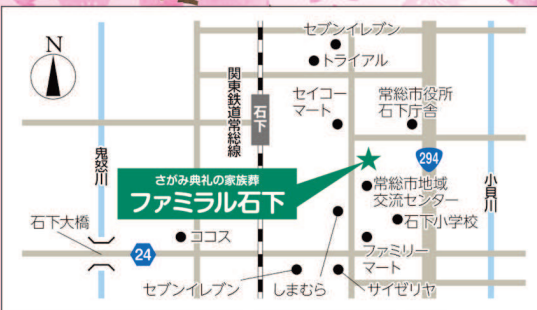 セブンイレブン
トライアル
N
セイコー
マート
常総市役所
石下庁舎
関東鉄道常総線
石下
294
鬼怒川
小貝川
さがみ典礼の家族葬
ファミラル石下
常総市地域
交流センター
石下小学校
石下大橋
ココス
24
ファミリー
マート
セブンイレブン
しまむら
サイゼリヤ